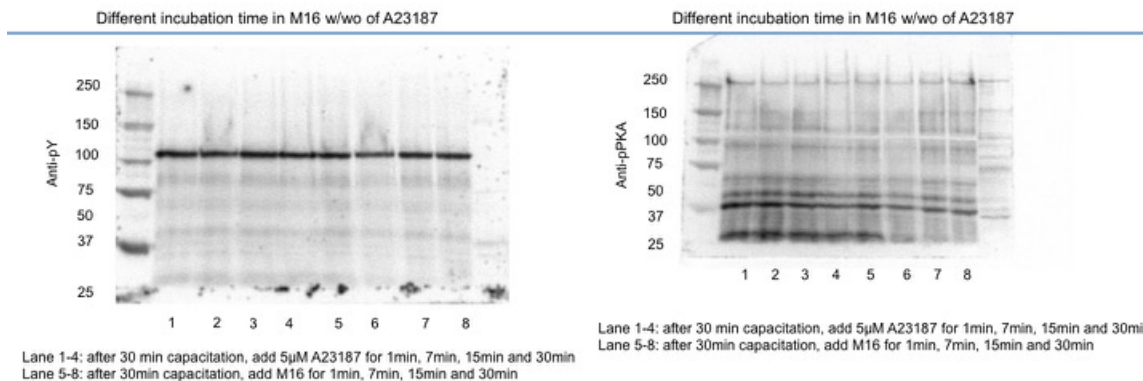 Different incubation time in M16 w/wo of A23187
250
150
100
75
50
37
25
Anti-pY
1 2 3 4 5 6 7 8
Lane 1-4: after 30 min capacitation, add 5μM A23187 for 1min, 7min, 15min and 30min
Lane 5-8: after 30min capacitation, add M16 for 1min, 7min, 15min and 30min
Different incubation time in M16 w/wo of A23187
250
150
100
75
50
37
25
Anti-pPKA
1 2 3 4 5 6 7 8
Lane 1-4: after 30 min capacitation, add 5μM A23187 for 1min, 7min, 15min and 30mi
Lane 5-8: after 30min capacitation, add M16 for 1min, 7min, 15min and 30min